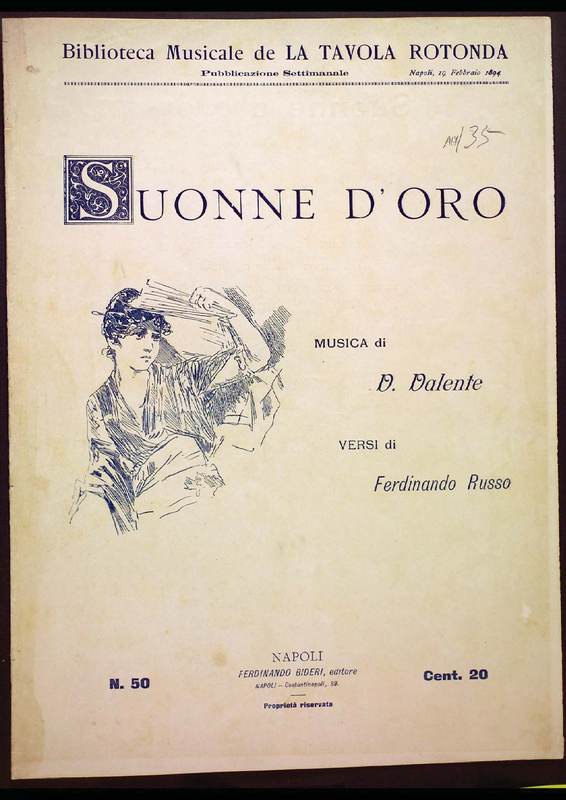 Biblioteca Musicale de LA TAVOLA ROTONDA
Pubblicazione Settimanale
Napoli, 19 Febbraio 1894
35
SUONNE D'ORO
MUSICA di
V. Valente
VERSI di
Ferdinando Russo
NAPOLI
FERDINANDO BIDERI, editore
NAPOLI — Costantinopoli, 89.
Proprietà riservata
N. 50
Cent. 20